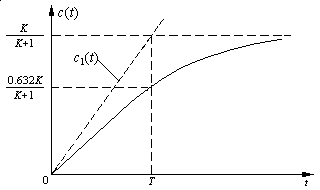 c(t)
K/K+1
c₁(t)
0.632K/K+1
0
T
t